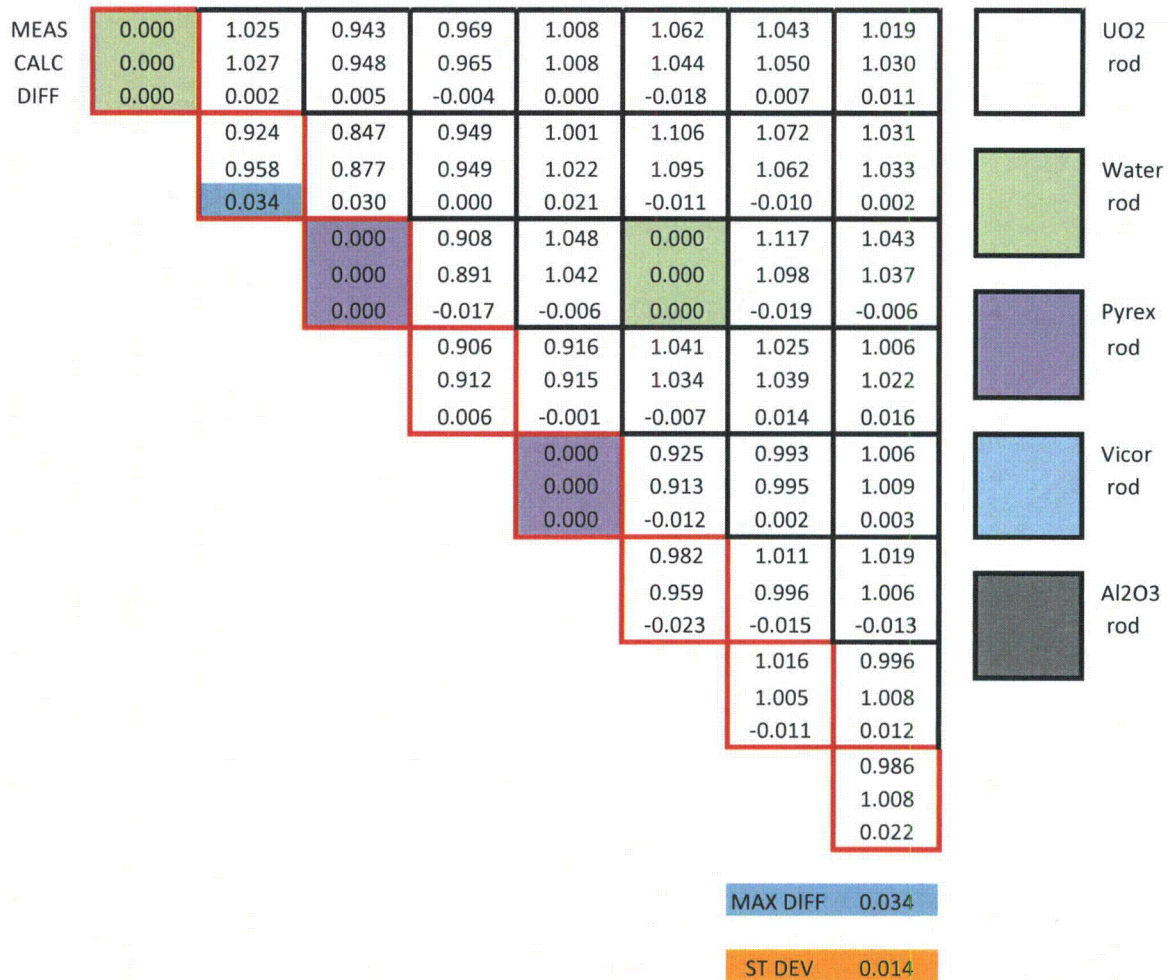 MEAS 0.000 1.025 0.943 0.969 1.008 1.062 1.043 1.019 UO2
CALC 0.000 1.027 0.948 0.965 1.008 1.044 1.050 1.030 rod
DIFF 0.000 0.002 0.005 -0.004 0.000 -0.018 0.007 0.011
0.924 0.847 0.949 1.001 1.106 1.072 1.031
0.958 0.877 0.949 1.022 1.095 1.062 1.033 Water
0.034 0.030 0.000 0.021 -0.011 -0.010 0.002 rod
0.000 0.908 1.048 0.000 1.117 1.043
0.000 0.891 1.042 0.000 1.098 1.037
0.000 -0.017 -0.006 0.000 -0.019 -0.006 Pyrex
0.906 0.916 1.041 1.025 1.006 rod
0.912 0.915 1.034 1.039 1.022
0.006 -0.001 -0.007 0.014 0.016
0.000 0.925 0.993 1.006 Vicor
0.000 0.913 0.995 1.009 rod
0.000 -0.012 0.002 0.003
0.982 1.011 1.019
0.959 0.996 1.006 Al2O3
-0.023 -0.015 -0.013 rod
1.016 0.996
1.005 1.008
-0.011 0.012
0.986
1.008
0.022
MAX DIFF 0.034
ST DEV 0.014